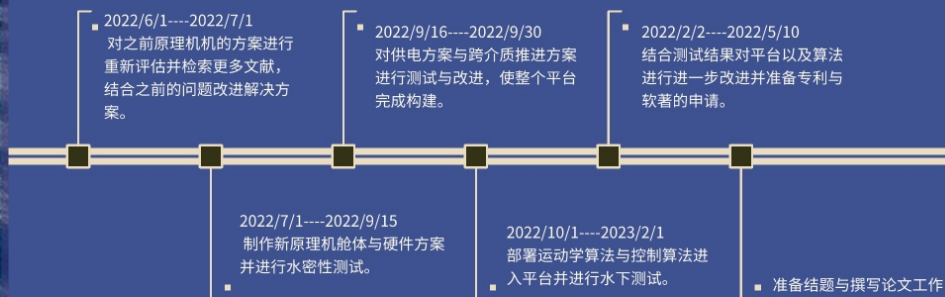 2022/6/1----2022/7/1
对之前原理机机的方案进行
重新评估并检索更多文献，
结合之前的问题改进解决方
案。
2022/7/1----2022/9/15
制作新原理机舱体与硬件方案
并进行水密性测试。
2022/9/16----2022/9/30
对供电方案与跨介质推进方案
进行测试与改进，使整个平台
完成构建。
2022/10/1----2023/2/1
部署运动学算法与控制算法进
入平台并进行水下测试。
2022/2/2----2022/5/10
结合测试结果对平台以及算法
进行进一步改进并准备专利与
软著的申请。
准备结题与撰写论文工作